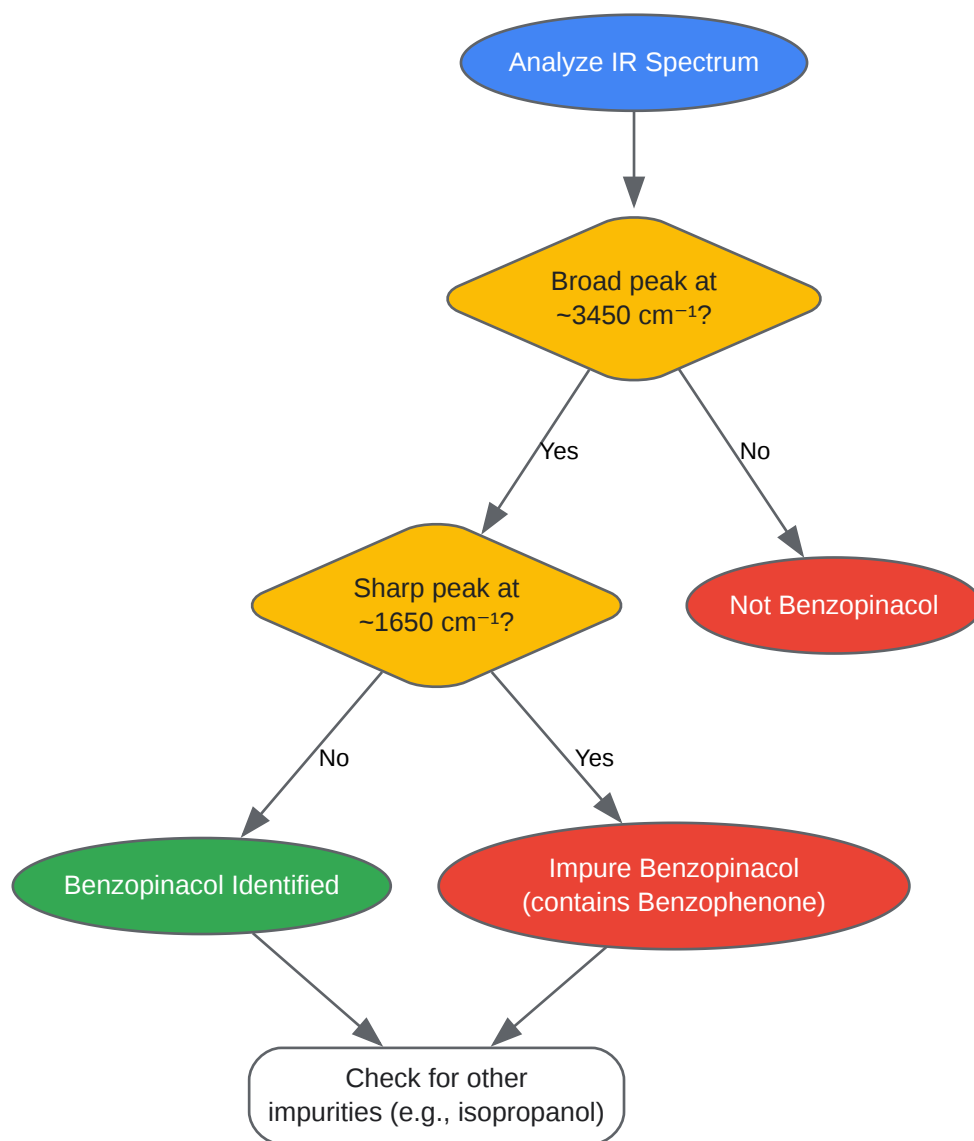 Analyze IR Spectrum
Broad peak at
~3450 cm⁻¹?
Yes
No
Sharp peak at
~1650 cm⁻¹?
Not Benzopinacol
No
Yes
Benzopinacol Identified
Impure Benzopinacol
(contains Benzophenone)
Check for other
impurities (e.g., isopropanol)